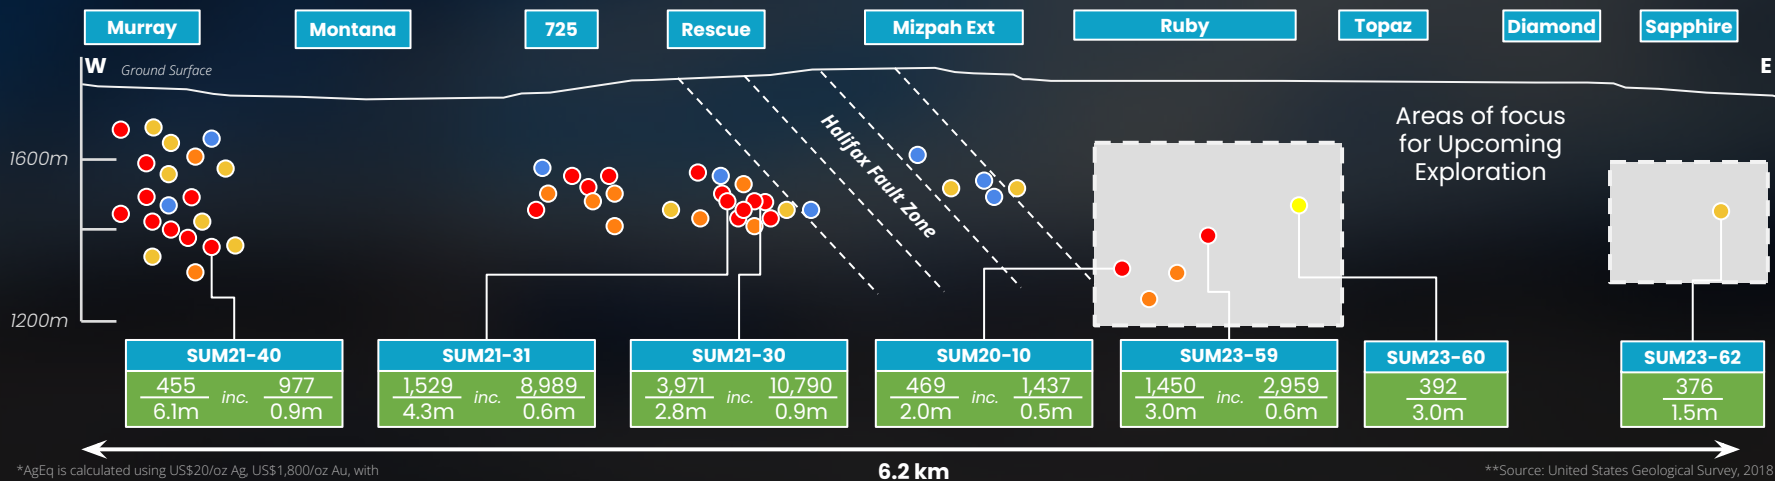 Murray
Montana
725
Rescue
Mizpah Ext
Ruby
Topaz
Diamond
Sapphire
W
Ground Surface
E
1600m
1200m
Halifax Fault Zone
Areas of focus
for Upcoming
Exploration
SUM21-40
455 inc. 977
6.1m 0.9m
SUM21-31
1,529 inc. 8,989
4.3m 0.6m
SUM21-30
3,971 inc. 10,790
2.8m 0.9m
SUM20-10
469 inc. 1,437
2.0m 0.5m
SUM23-59
1,450 inc. 2,959
3.0m 0.6m
SUM23-60
392
3.0m
SUM23-62
376
1.5m
6.2 km
*AgEq is calculated using US$20/oz Ag, US$1,800/oz Au, with
**Source: United States Geological Survey, 2018